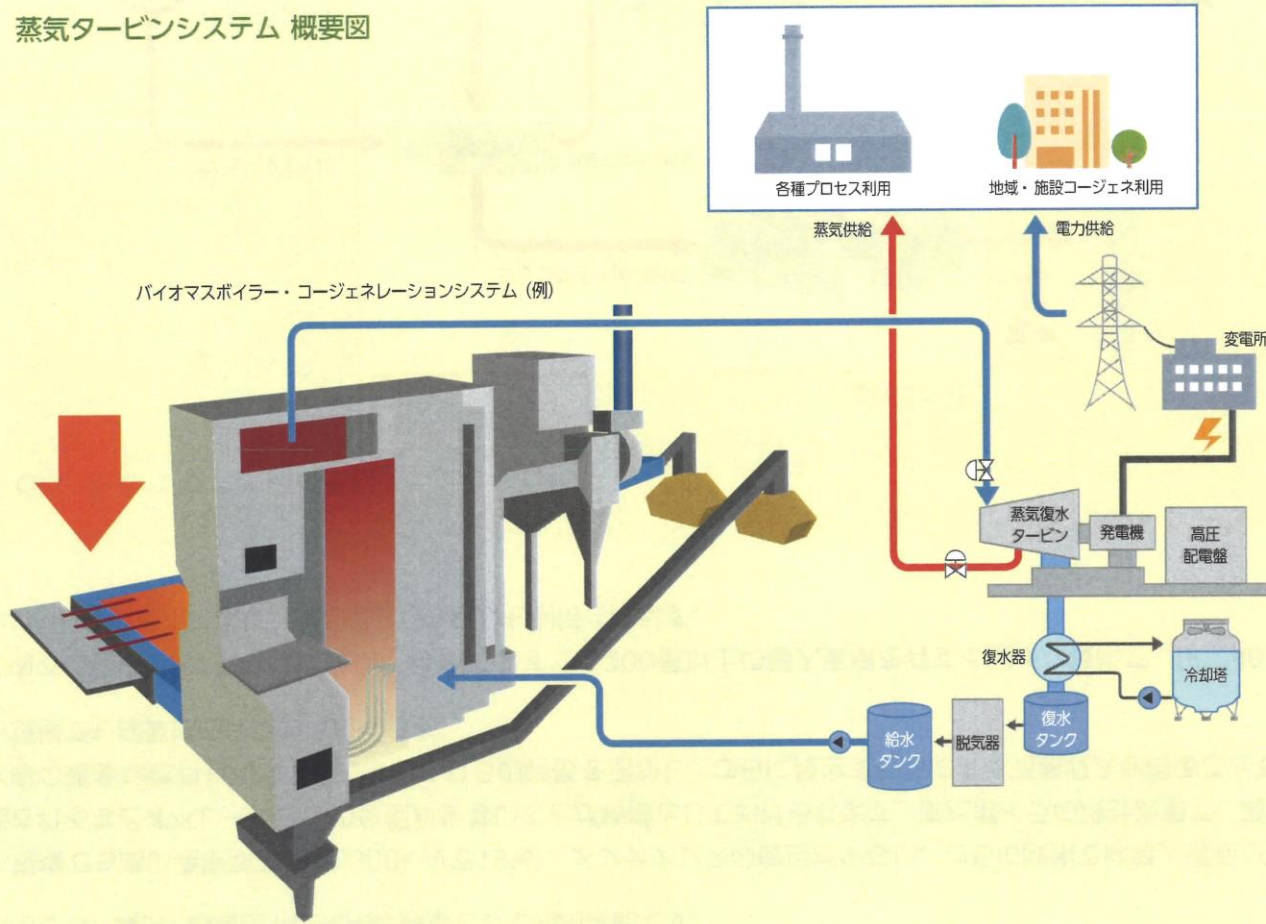 蒸気タービンシステム 概要図
各種プロセス利用
地域・施設コージェネ利用
蒸気供給
電力供給
バイオマスボイラー・コージェネレーションシステム（例）
変電所
蒸気復水
タービン
発電機
高圧
配電盤
復水器
冷却塔
給水
タンク
脱気器
復水
タンク